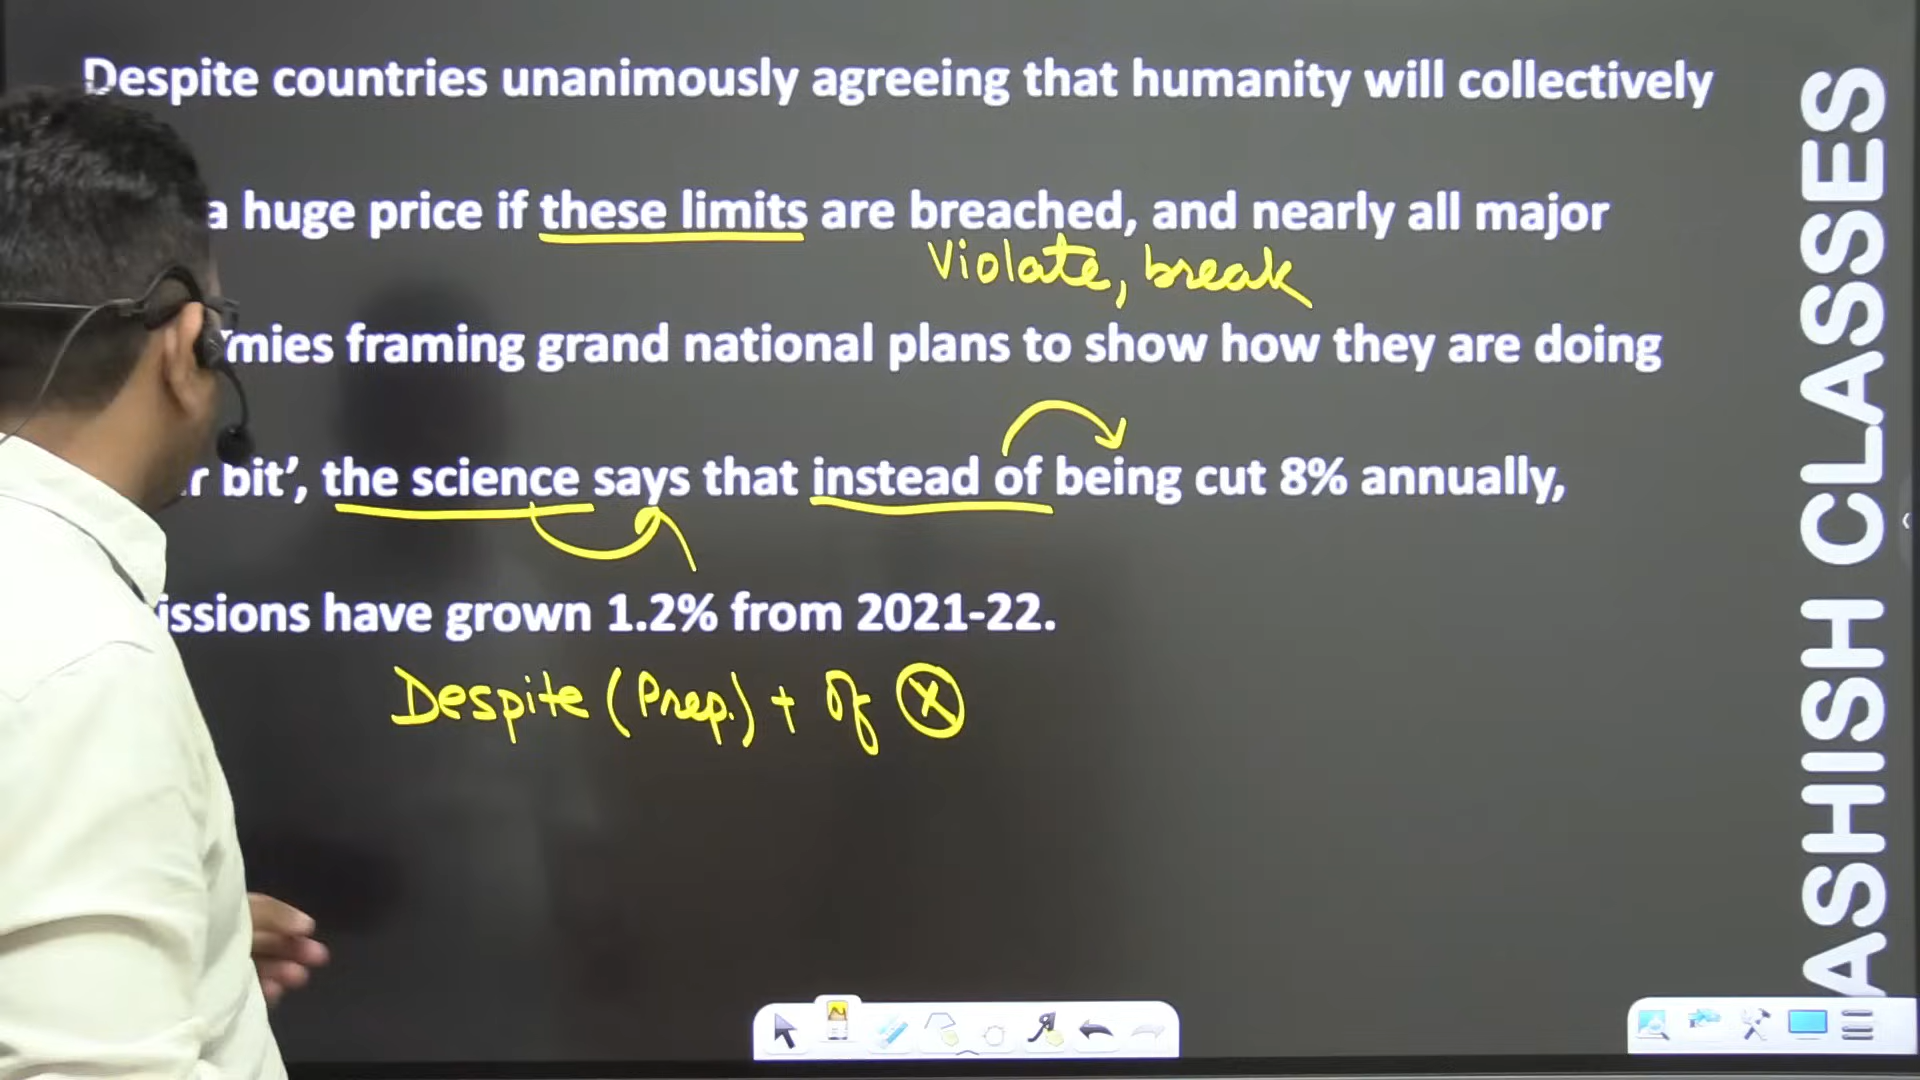 Despite countries unanimously agreeing that humanity will collectively
a huge price if these limits are breached, and nearly all major
Violate, break
mies framing grand national plans to show how they are doing
r bit’, the science says that instead of being cut 8% annually,
issions have grown 1.2% from 2021-22.
Despite (Prep.) + of X
ASHISH CLASSES